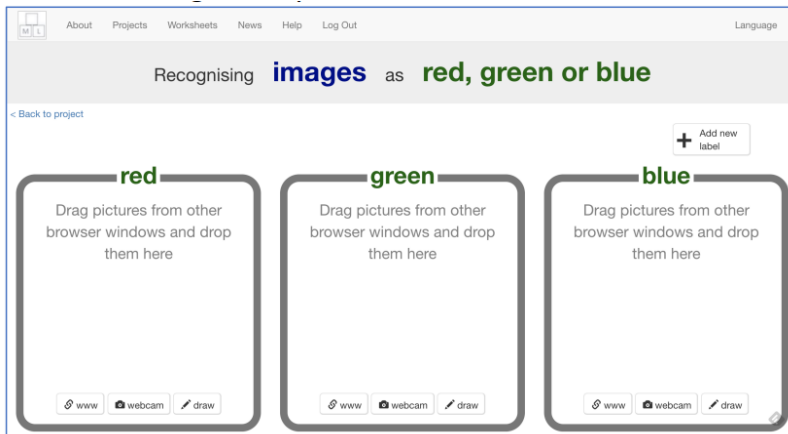 M L About Projects Worksheets News Help Log Out Language
Recognising images as red, green or blue
< Back to project
Add new
label
red
Drag pictures from other
browser windows and drop
them here
www webcam draw
green
Drag pictures from other
browser windows and drop
them here
www webcam draw
blue
Drag pictures from other
browser windows and drop
them here
www webcam draw